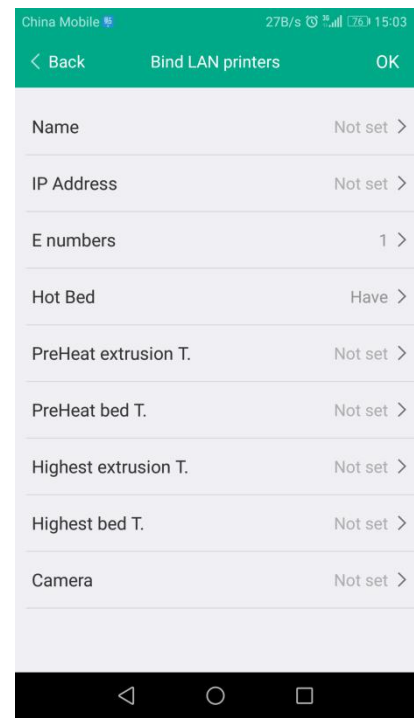 China Mobile 27B/s 76 15:03
Back Bind LAN printers OK
Name Not set
IP Address Not set
E numbers 1
Hot Bed Have
PreHeat extrusion T. Not set
PreHeat bed T. Not set
Highest extrusion T. Not set
Highest bed T. Not set
Camera Not set